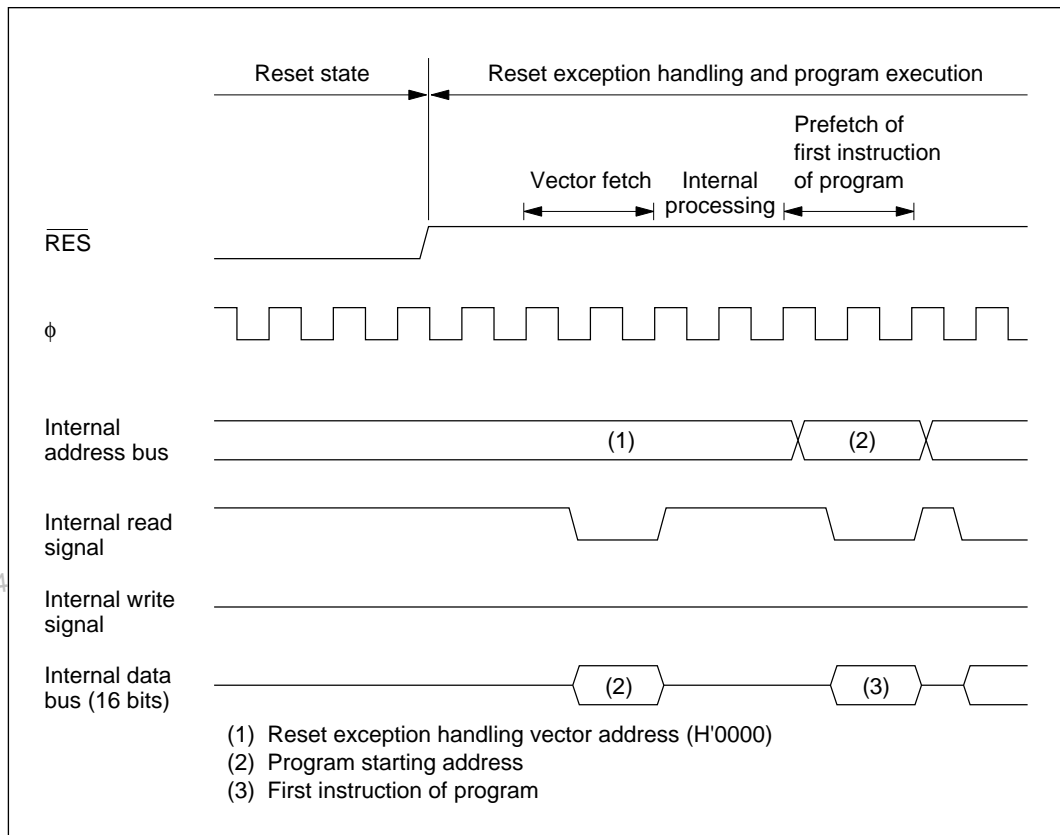 Reset state
Reset exception handling and program execution
Prefetch of
first instruction
of program
Vector fetch
Internal
processing
RES
ϕ
Internal
address bus
(1)
(2)
Internal read
signal
Internal write
signal
Internal data
bus (16 bits)
(2)
(3)
(1) Reset exception handling vector address (H'0000)
(2) Program starting address
(3) First instruction of program